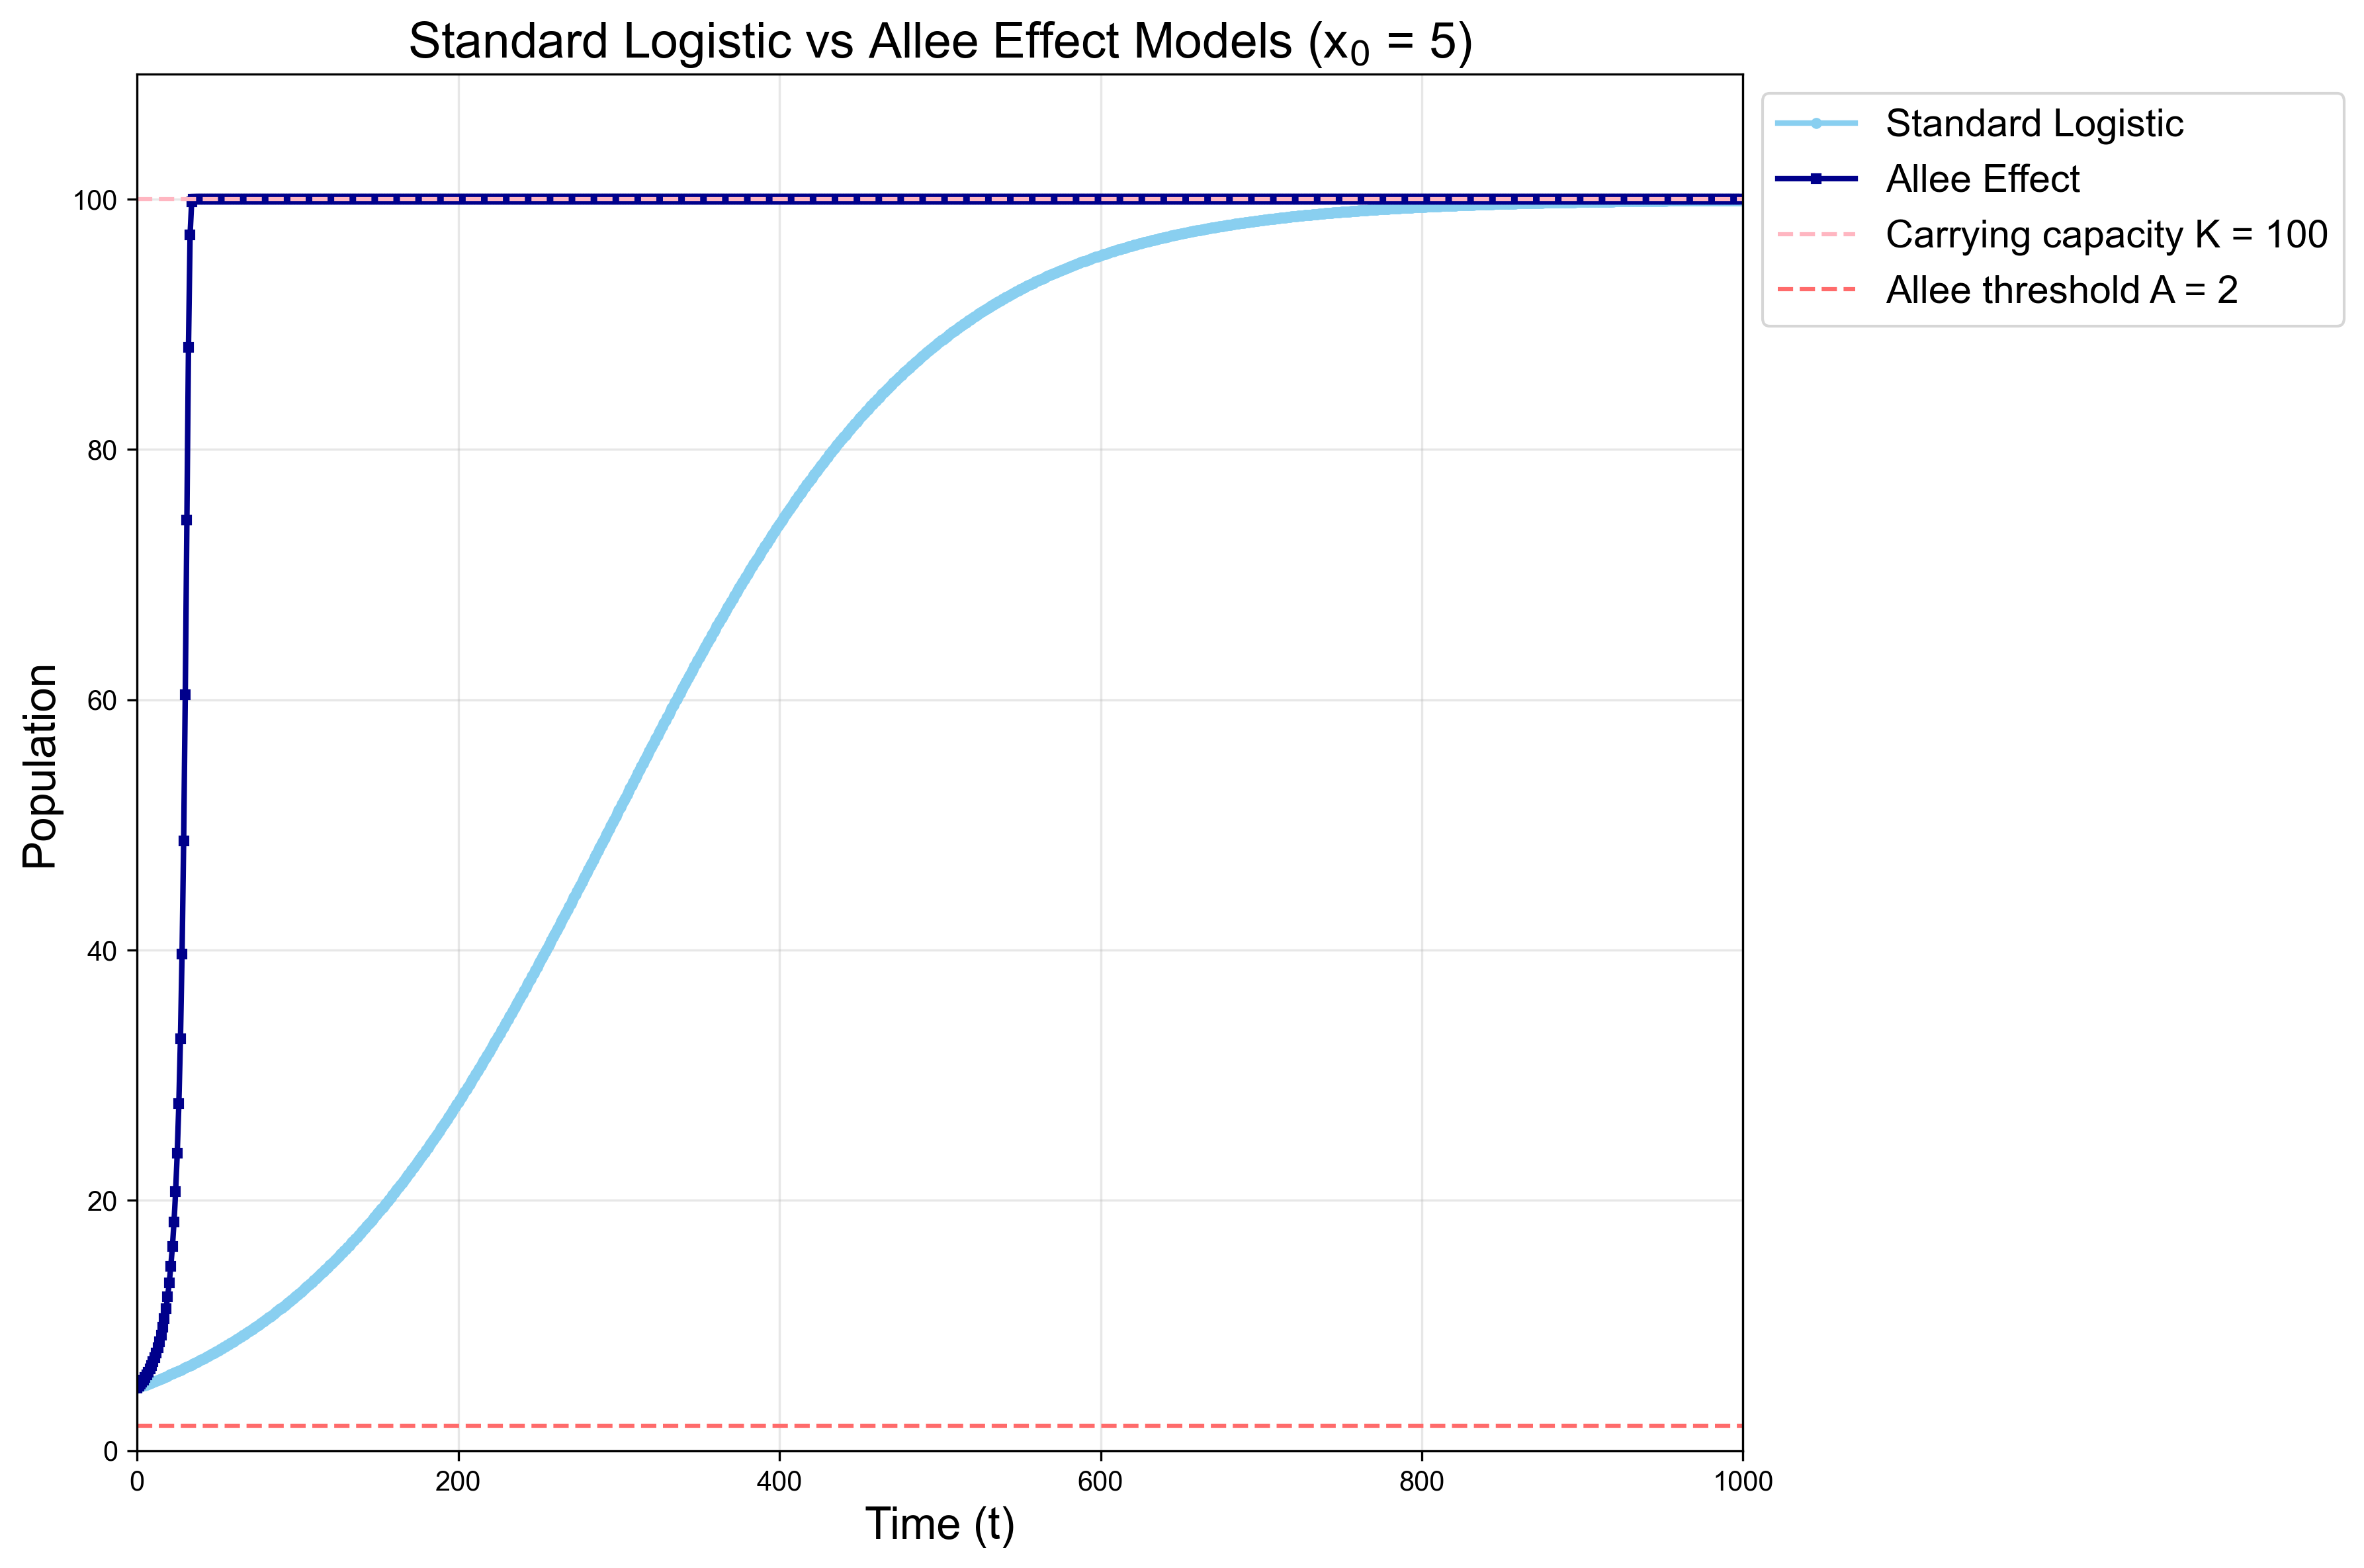 Standard Logistic vs Allee Effect Models (x₀ = 5)
Standard Logistic
Allee Effect
Carrying capacity K = 100
Allee threshold A = 2
Population
100
80
60
40
20
0
0 200 400 600 800 1000
Time (t)